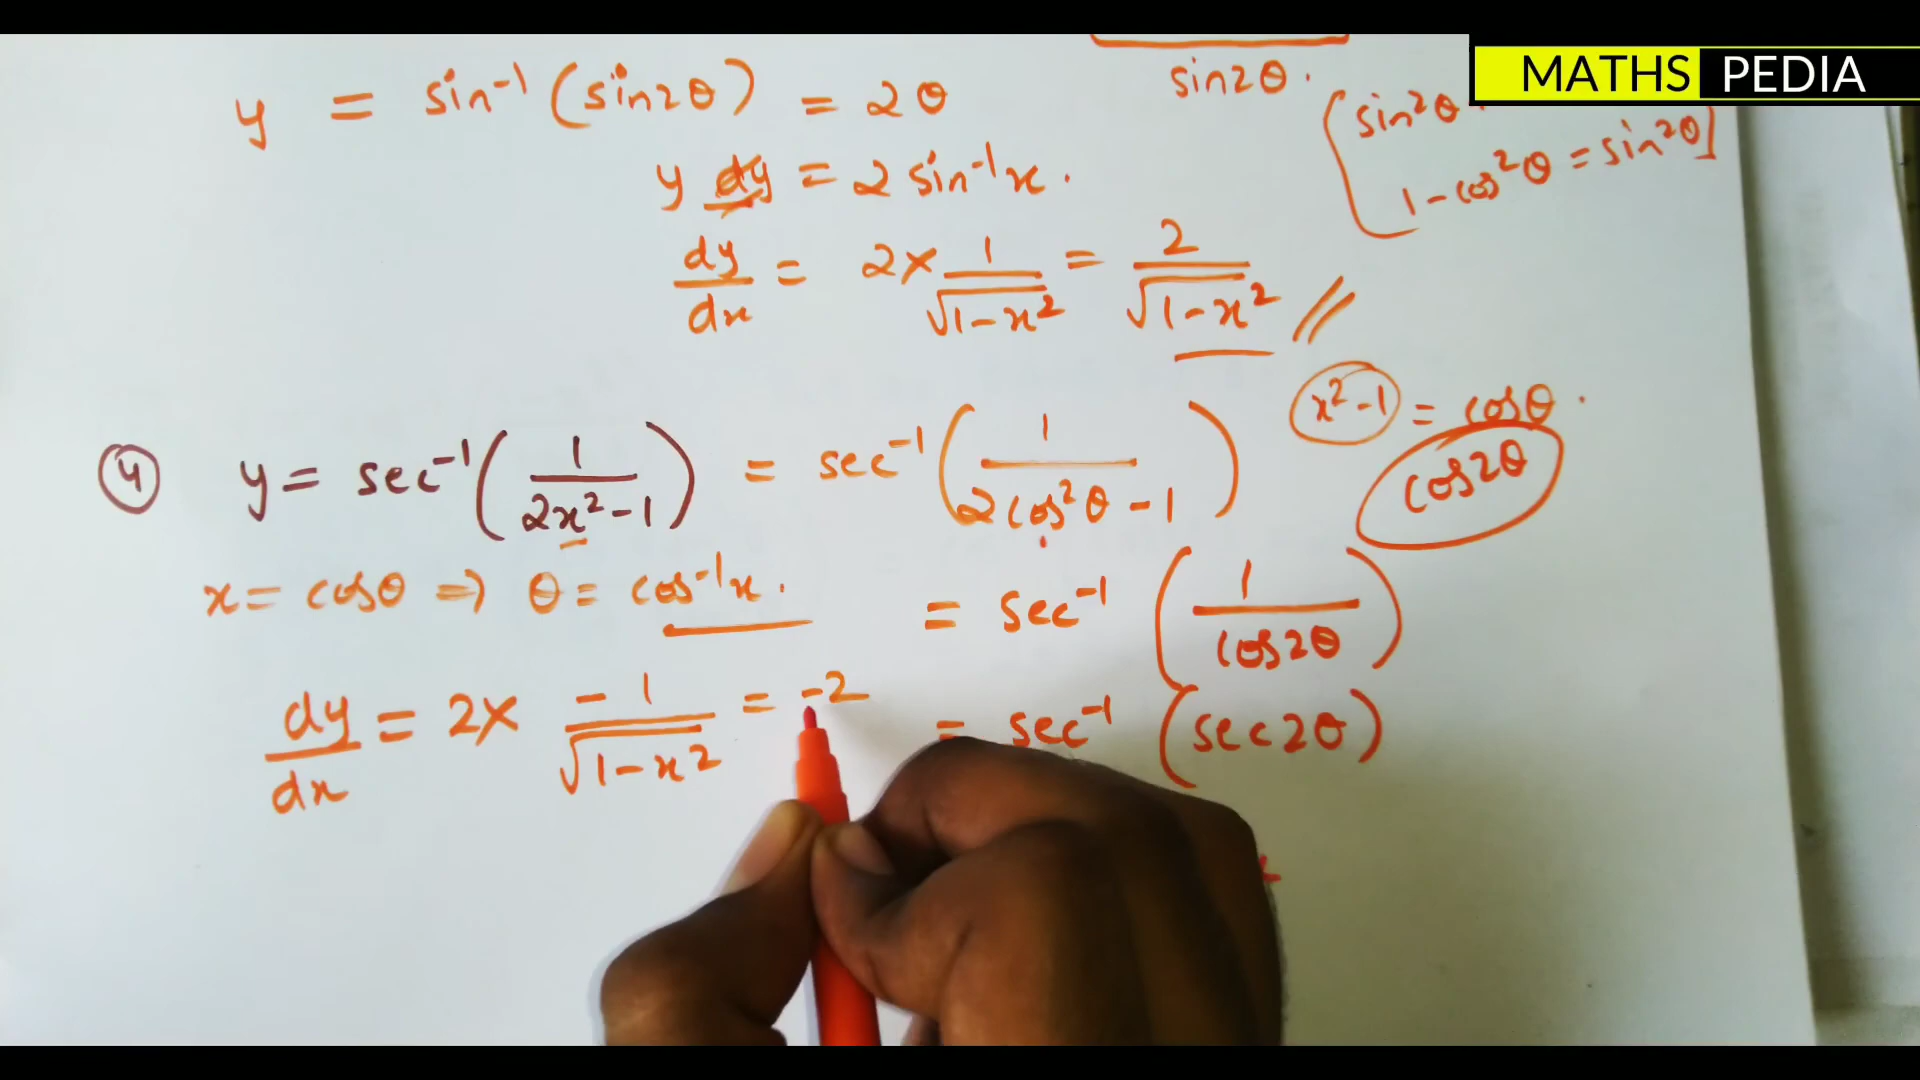 MATHS PEDIA
sin2θ.
y = sin⁻¹(sin2θ) = 2θ
[sin²θ
1-cos²θ = sin²θ]
y dy = 2 sin⁻¹x.
dy/dx = 2× 1/√1-x² = 2/√1-x² //
x²-1 = cosθ.
cos2θ
④ y = sec⁻¹(1/2x²-1) = sec⁻¹(1/2cos²θ-1)
x = cosθ ⇒ θ = cos⁻¹x.
= sec⁻¹(1/cos2θ)
dy/dx = 2× -1/√1-x² = -2
= sec⁻¹(sec2θ)